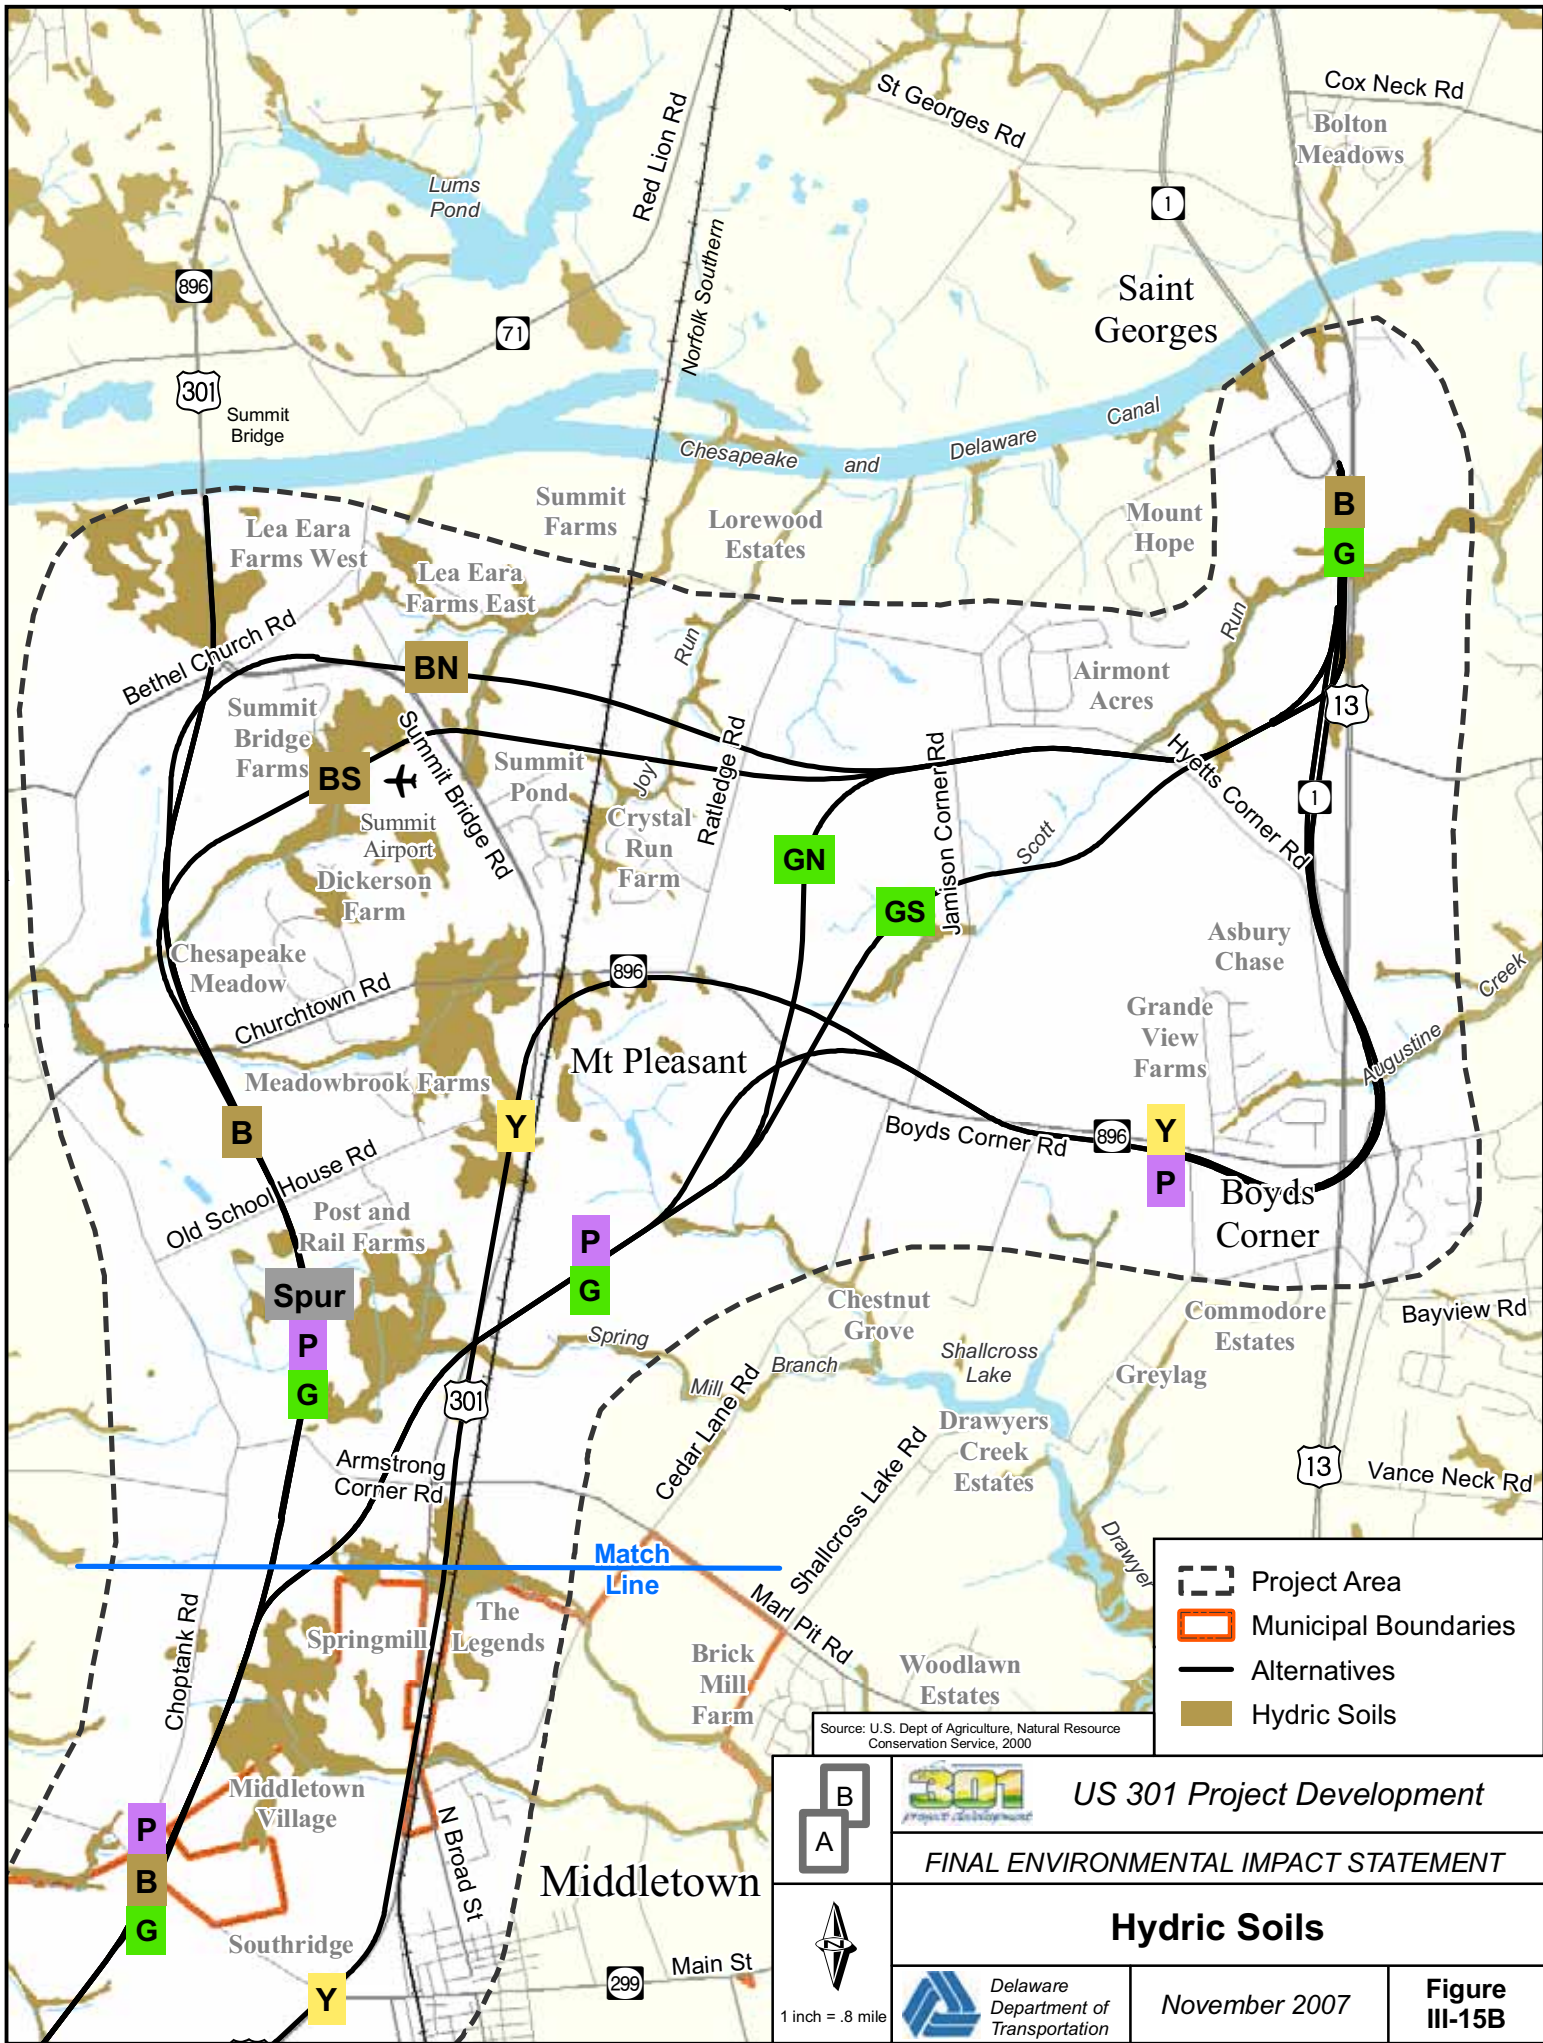 Cox Neck Rd
Bolton
Meadows
St Georges Rd
Red Lion Rd
Lums
Pond
1
896
Norfolk Southern
Saint
Georges
71
301
Summit
Bridge
Chesapeake
and
Delaware
Canal
Summit
Farms
Lorewood
Estates
Mount
Hope
B
G
Lea Eara
Farms West
Lea Eara
Farms East
Bethel Church Rd
BN
Run
Run
Airmont
Acres
13
Summit
Bridge
Farms
BS
Summit Bridge Rd
Summit
Pond
Joy
Ratledge Rd
Jamison Corner Rd
Hyetts Corner Rd
1
Summit
Airport
Crystal
Run
Farm
GN
Scott
Dickerson
Farm
GS
Chesapeake
Meadow
Asbury
Chase
Churchtown Rd
896
Creek
Augustine
Grande
View
Farms
Mt Pleasant
Meadowbrook Farms
B
Y
Boyds Corner Rd
896
Y
P
Boyds
Corner
Old School House Rd
Post and
Rail Farms
P
G
Spur
P
G
Spring
Mill
Branch
Chestnut
Grove
Shallcross
Lake
Commodore
Estates
Bayview Rd
Greylag
301
Cedar Lane Rd
Drawyers
Creek
Estates
Armstrong
Corner Rd
Shallcross Lake Rd
13
Vance Neck Rd
Drawyer
Match
Line
Marl Pit Rd
Choptank Rd
Springmill
The
Legends
Brick
Mill
Farm
Woodlawn
Estates
Middletown
Village
P
B
G
N Broad St
Middletown
Southridge
Y
299
Main St
Project Area
Municipal Boundaries
Alternatives
Hydric Soils
Source: U.S. Dept of Agriculture, Natural Resource
Conservation Service, 2000
B
A
301
project development
US 301 Project Development
FINAL ENVIRONMENTAL IMPACT STATEMENT
N
1 inch = .8 mile
Hydric Soils
Delaware
Department of
Transportation
November 2007
Figure
III-15B